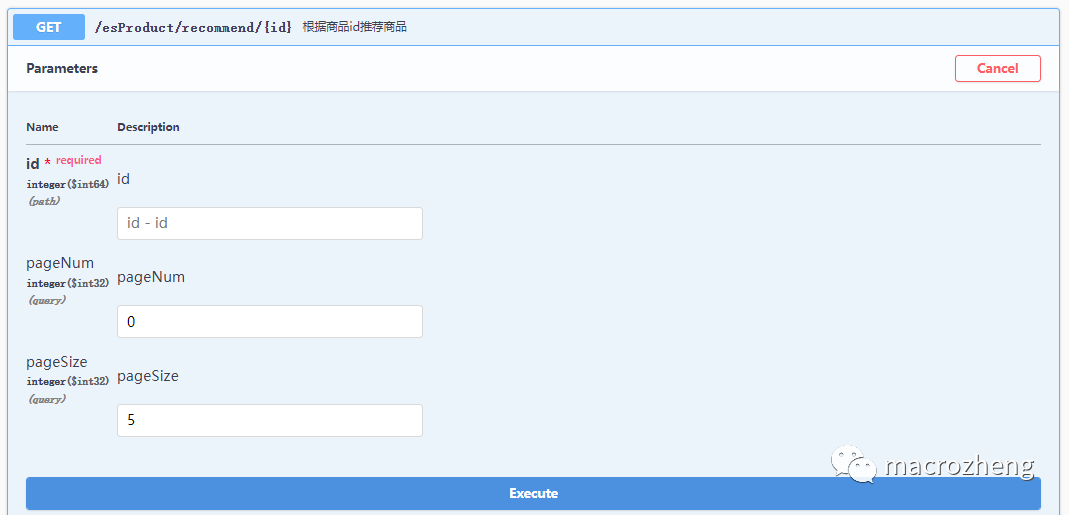 GET /esProduct/recommend/{id} 根据商品id推荐商品
Parameters Cancel
Name Description
id * required
integer($int64)
(path)
id
id - id
pageNum
integer($int32)
(query)
pageNum
0
pageSize
integer($int32)
(query)
pageSize
5
macrozheng
Execute